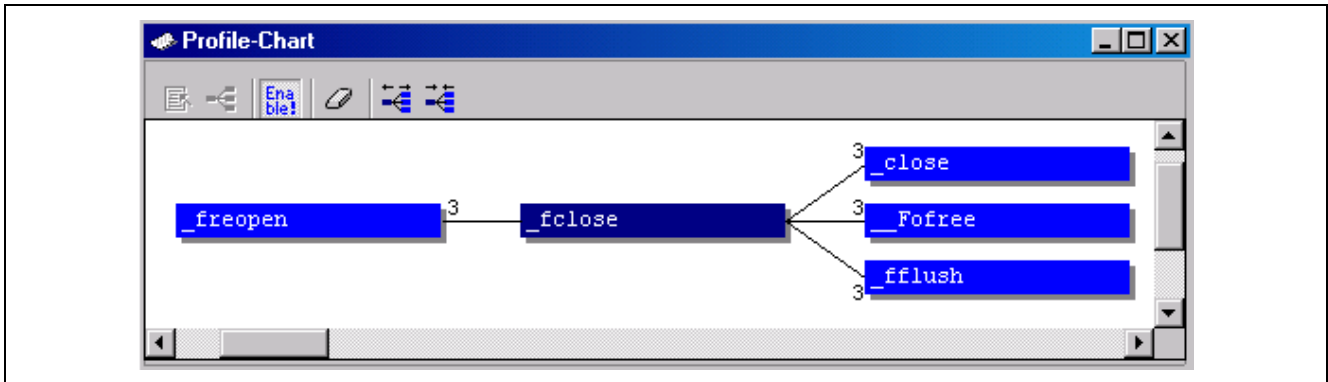 Profile-Chart
Ena
ble!
3
_close
_freopen
3
_fclose
3
__Fofree
3
_fflush